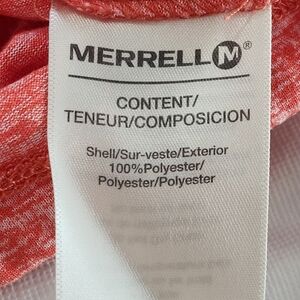 MERRELL M®
CONTENT/
TENEUR/COMPOSICION
Shell/Sur-veste/Exterior
100%Polyester/
Polyester/Polyester